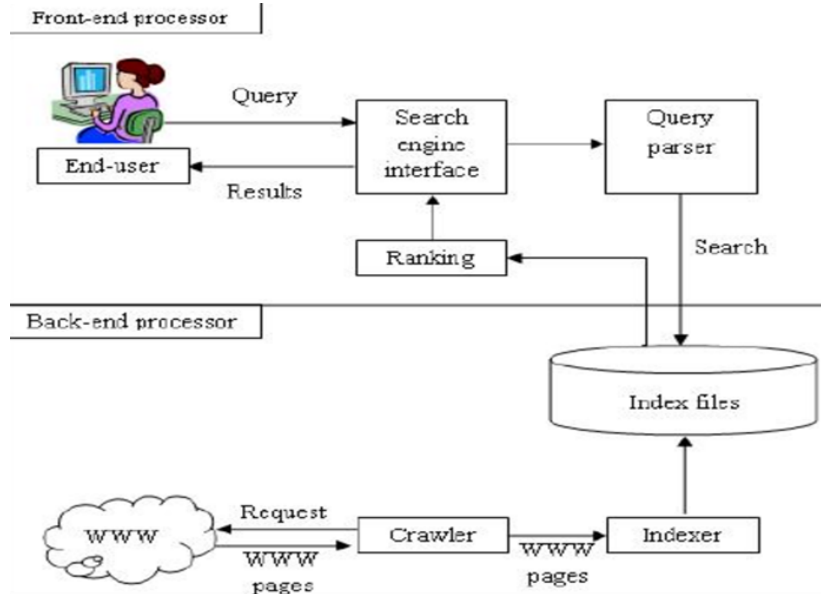 Front-end processor
Query
Search
engine
interface
Query
parser
End-user
Results
Ranking
Search
Back-end processor
Index files
WWW
Request
Crawler
Indexer
WWW
pages
WWW
pages